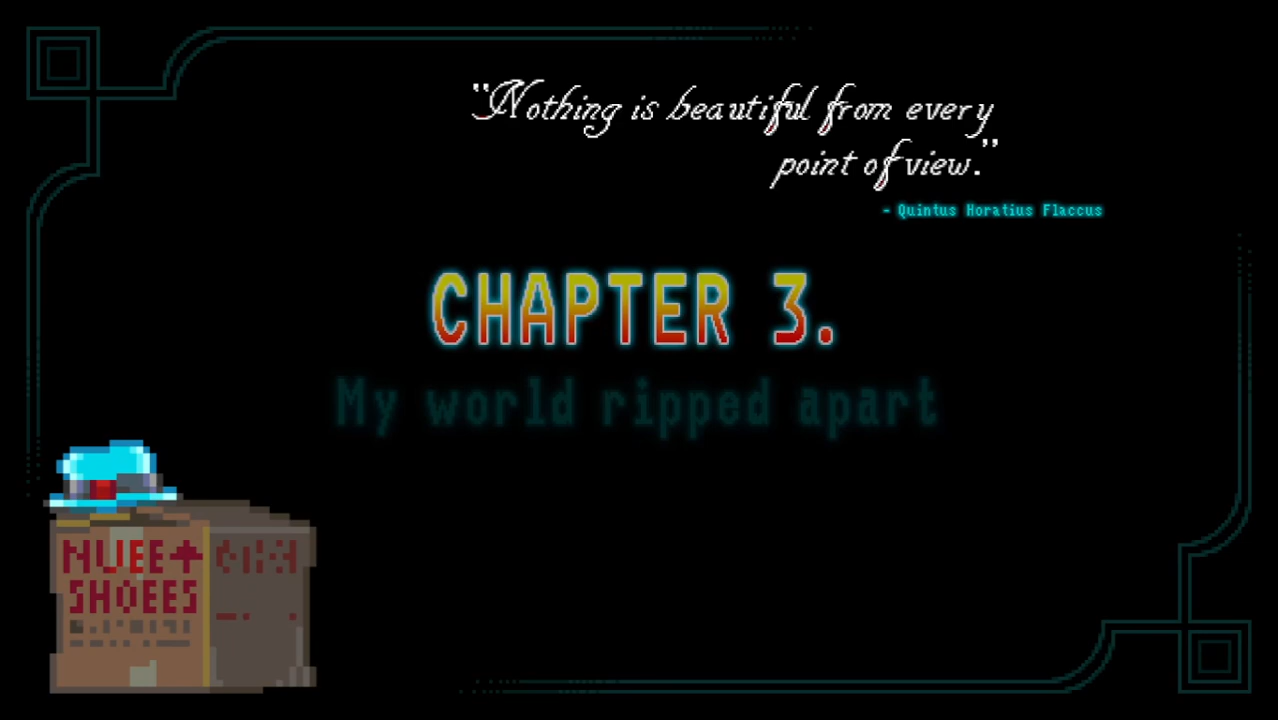 "Nothing is beautiful from every
point of view."
- Quintus Horatius Flaccus
CHAPTER 3.
My world ripped apart
NUEE
SHOEES